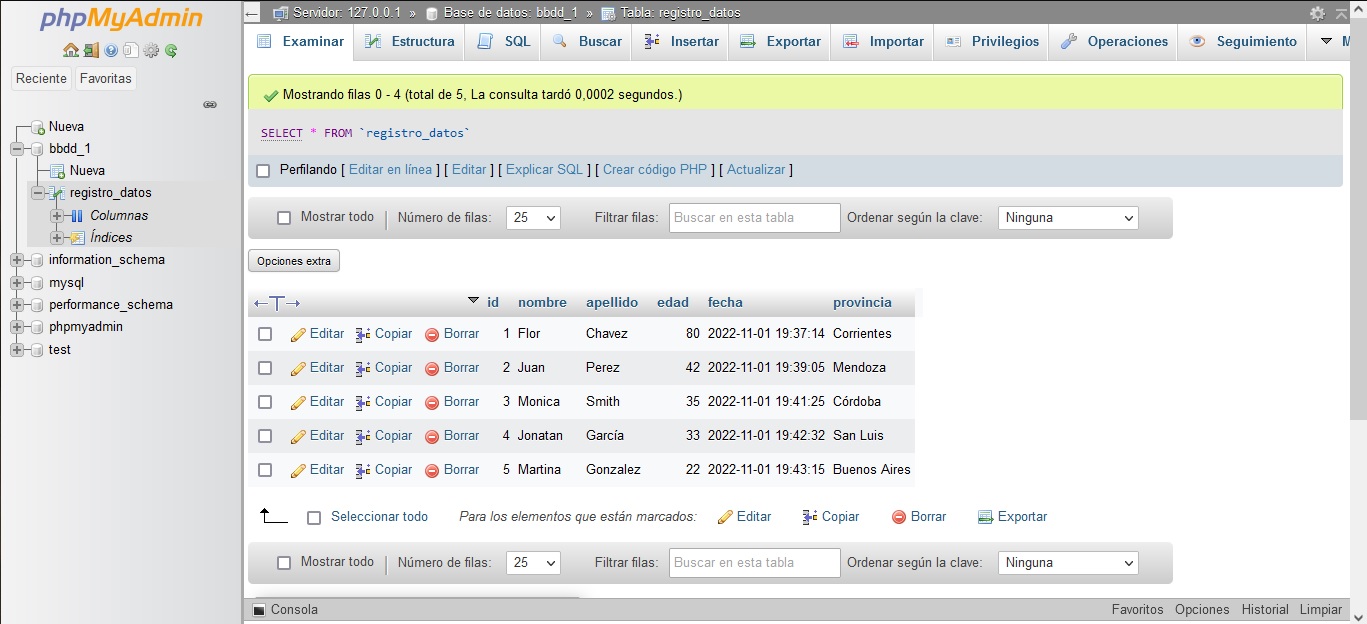 phpMyAdmin
Reciente Favoritas
Nueva
bbdd_1
Nueva
registro_datos
Columnas
Índices
information_schema
mysql
performance_schema
phpmyadmin
test
Servidor: 127.0.0.1 » Base de datos: bbdd_1 » Tabla: registro_datos
Examinar Estructura SQL Buscar Insertar Exportar Importar Privilegios Operaciones Seguimiento
Mostrando filas 0 - 4 (total de 5, La consulta tardó 0,0002 segundos.)
SELECT * FROM `registro_datos`
Perfilando [ Editar en línea ] [ Editar ] [ Explicar SQL ] [ Crear código PHP ] [ Actualizar ]
Mostrar todo | Número de filas: 25 Filtrar filas: Buscar en esta tabla Ordenar según la clave: Ninguna
Opciones extra
←T→ id nombre apellido edad fecha provincia
Editar Copiar Borrar 1 Flor Chavez 80 2022-11-01 19:37:14 Corrientes
Editar Copiar Borrar 2 Juan Perez 42 2022-11-01 19:39:05 Mendoza
Editar Copiar Borrar 3 Monica Smith 35 2022-11-01 19:41:25 Córdoba
Editar Copiar Borrar 4 Jonatan García 33 2022-11-01 19:42:32 San Luis
Editar Copiar Borrar 5 Martina Gonzalez 22 2022-11-01 19:43:15 Buenos Aires
Seleccionar todo Para los elementos que están marcados: Editar Copiar Borrar Exportar
Mostrar todo | Número de filas: 25 Filtrar filas: Buscar en esta tabla Ordenar según la clave: Ninguna
Consola Favoritos Opciones Historial Limpiar